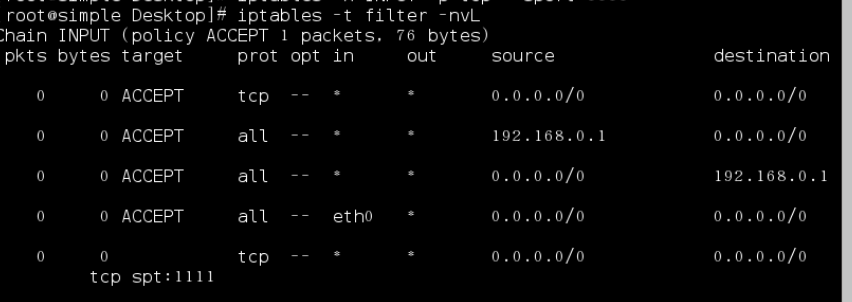 root@simple Desktop]# iptables -t filter -nvL
Chain INPUT (policy ACCEPT 1 packets, 76 bytes)
pkts bytes target prot opt in out source destination
0 0 ACCEPT tcp -- * * 0.0.0.0/0 0.0.0.0/0
0 0 ACCEPT all -- * * 192.168.0.1 0.0.0.0/0
0 0 ACCEPT all -- * * 0.0.0.0/0 192.168.0.1
0 0 ACCEPT all -- eth0 * 0.0.0.0/0 0.0.0.0/0
0 0 tcp -- * * 0.0.0.0/0 0.0.0.0/0
tcp spt:1111